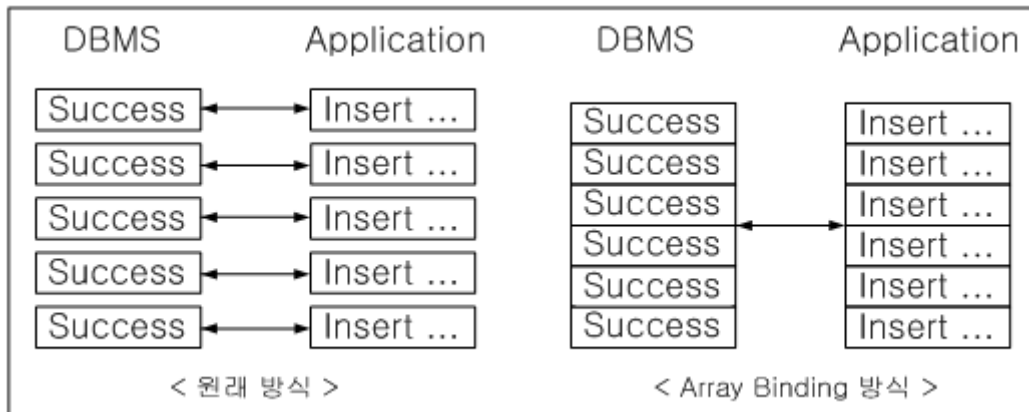 DBMS Application DBMS Application
Success Insert ... Success Insert ...
Success Insert ... Success Insert ...
Success Insert ... Success Insert ...
Success Insert ... Success Insert ...
Success Insert ... Success Insert ...
Success Insert ...
< 원래 방식 > < Array Binding 방식 >